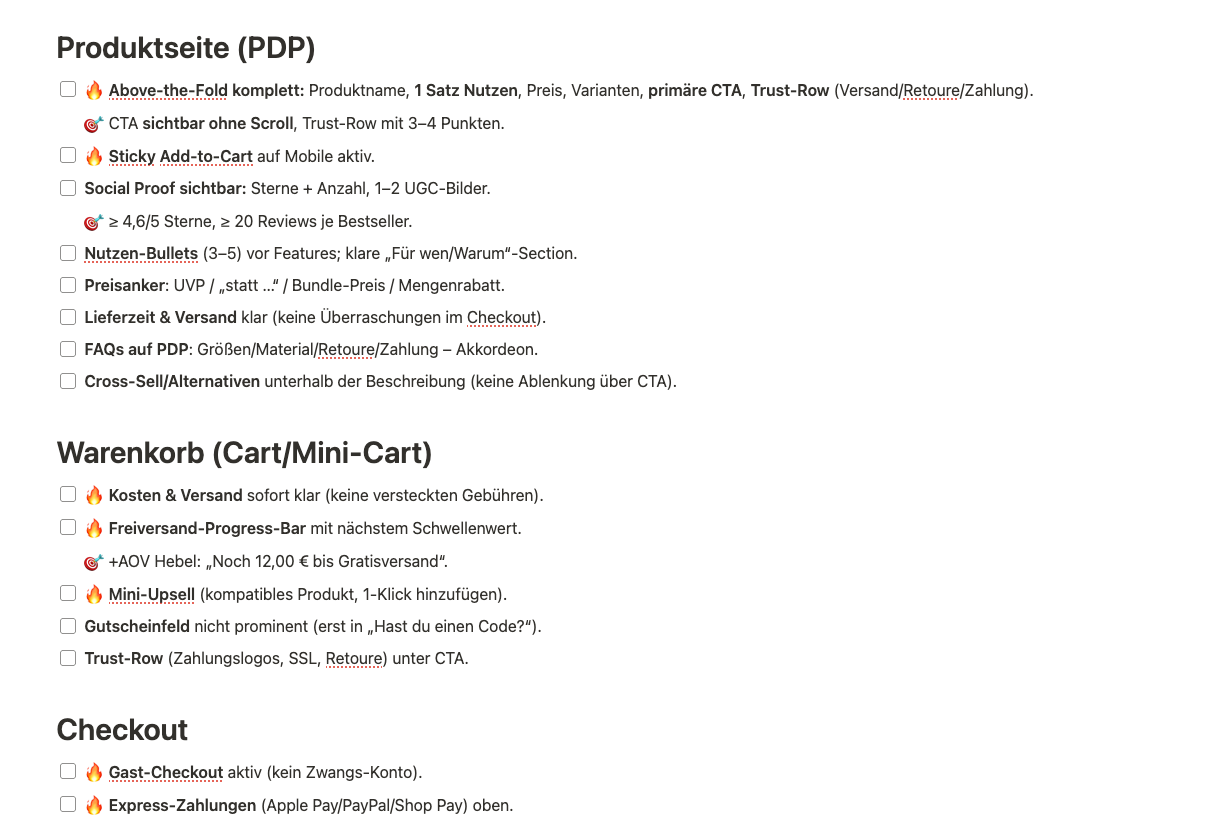 Produktseite (PDP)
🔥 Above-the-Fold komplett: Produktname, 1 Satz Nutzen, Preis, Varianten, primäre CTA, Trust-Row (Versand/Retoure/Zahlung).
🎯 CTA sichtbar ohne Scroll, Trust-Row mit 3–4 Punkten.
🔥 Sticky Add-to-Cart auf Mobile aktiv.
Social Proof sichtbar: Sterne + Anzahl, 1–2 UGC-Bilder.
🎯 ≥ 4,6/5 Sterne, ≥ 20 Reviews je Bestseller.
Nutzen-Bullets (3–5) vor Features; klare „Für wen/Warum“-Section.
Preisanker: UVP / „statt …“ / Bundle-Preis / Mengenrabatt.
Lieferzeit & Versand klar (keine Überraschungen im Checkout).
FAQs auf PDP: Größen/Material/Retoure/Zahlung – Akkordeon.
Cross-Sell/Alternativen unterhalb der Beschreibung (keine Ablenkung über CTA).
Warenkorb (Cart/Mini-Cart)
🔥 Kosten & Versand sofort klar (keine versteckten Gebühren).
🔥 Freiversand-Progress-Bar mit nächstem Schwellenwert.
🎯 +AOV Hebel: „Noch 12,00 € bis Gratisversand“.
🔥 Mini-Upsell (kompatibles Produkt, 1-Klick hinzufügen).
Gutscheinfeld nicht prominent (erst in „Hast du einen Code?“).
Trust-Row (Zahlungslogos, SSL, Retoure) unter CTA.
Checkout
🔥 Gast-Checkout aktiv (kein Zwangs-Konto).
🔥 Express-Zahlungen (Apple Pay/PayPal/Shop Pay) oben.